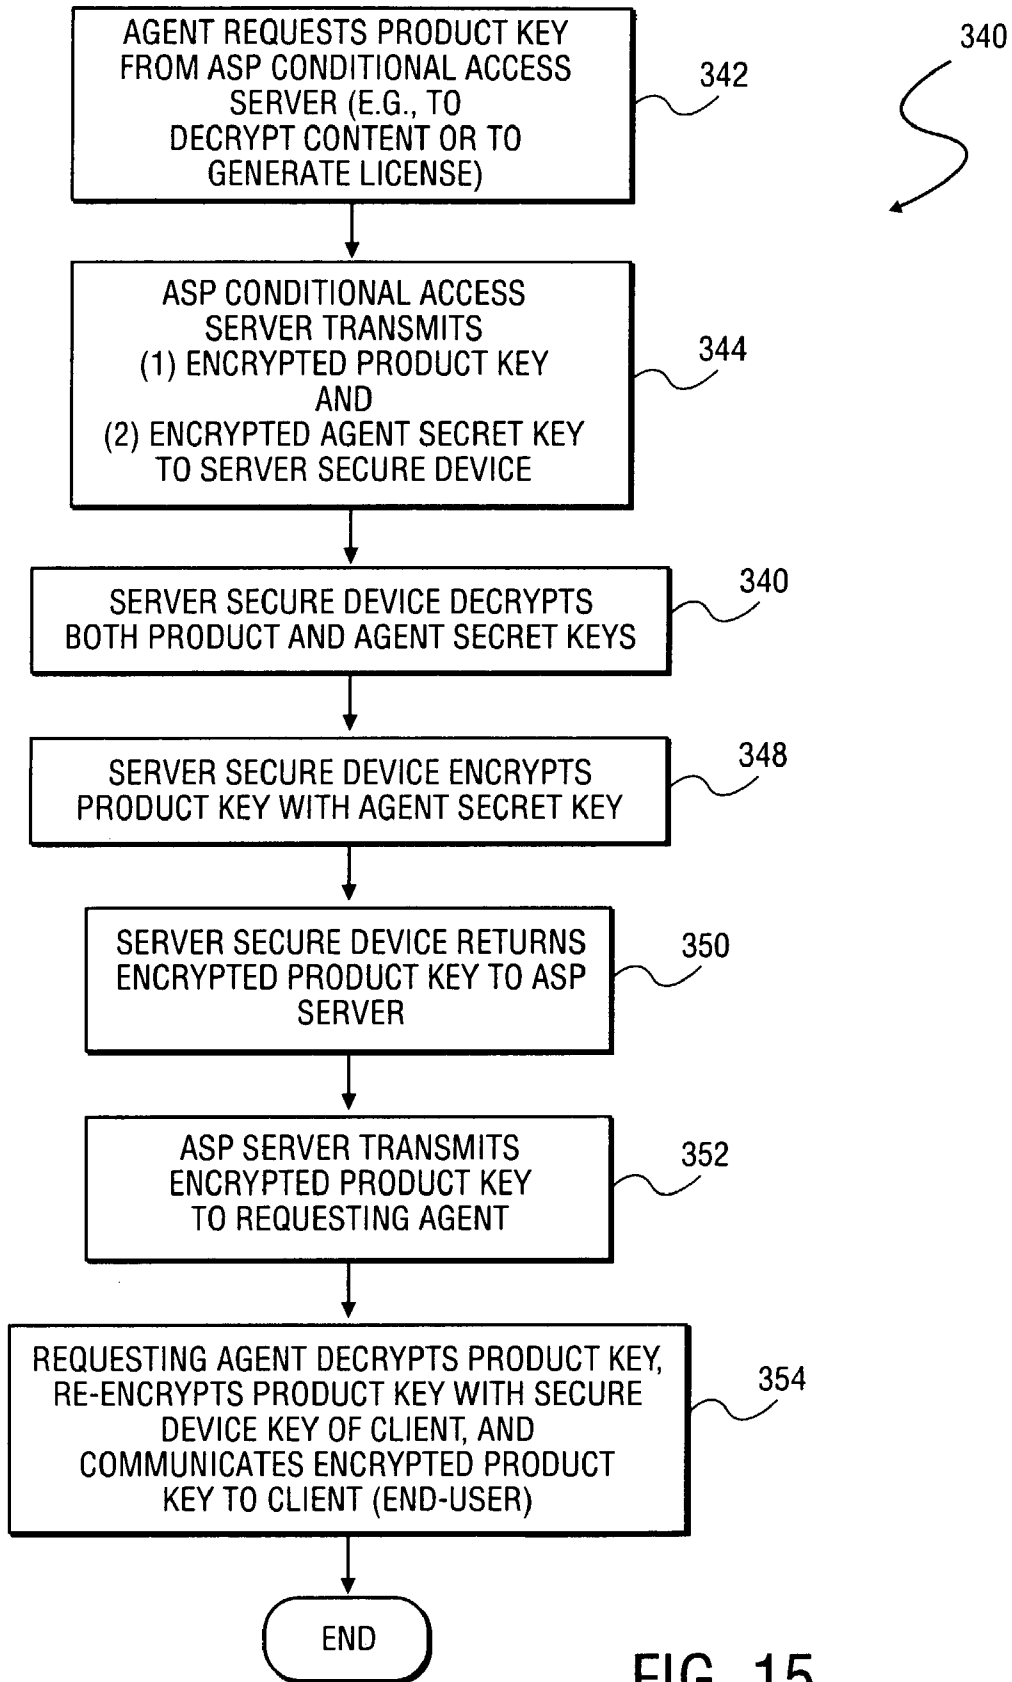 AGENT REQUESTS PRODUCT KEY
FROM ASP CONDITIONAL ACCESS
SERVER (E.G., TO
DECRYPT CONTENT OR TO
GENERATE LICENSE)
342
340
ASP CONDITIONAL ACCESS
SERVER TRANSMITS
(1) ENCRYPTED PRODUCT KEY
AND
(2) ENCRYPTED AGENT SECRET KEY
TO SERVER SECURE DEVICE
344
SERVER SECURE DEVICE DECRYPTS
BOTH PRODUCT AND AGENT SECRET KEYS
340
SERVER SECURE DEVICE ENCRYPTS
PRODUCT KEY WITH AGENT SECRET KEY
348
SERVER SECURE DEVICE RETURNS
ENCRYPTED PRODUCT KEY TO ASP
SERVER
350
ASP SERVER TRANSMITS
ENCRYPTED PRODUCT KEY
TO REQUESTING AGENT
352
REQUESTING AGENT DECRYPTS PRODUCT KEY,
RE-ENCRYPTS PRODUCT KEY WITH SECURE
DEVICE KEY OF CLIENT, AND
COMMUNICATES ENCRYPTED PRODUCT
KEY TO CLIENT (END-USER)
354
END
FIG. 15